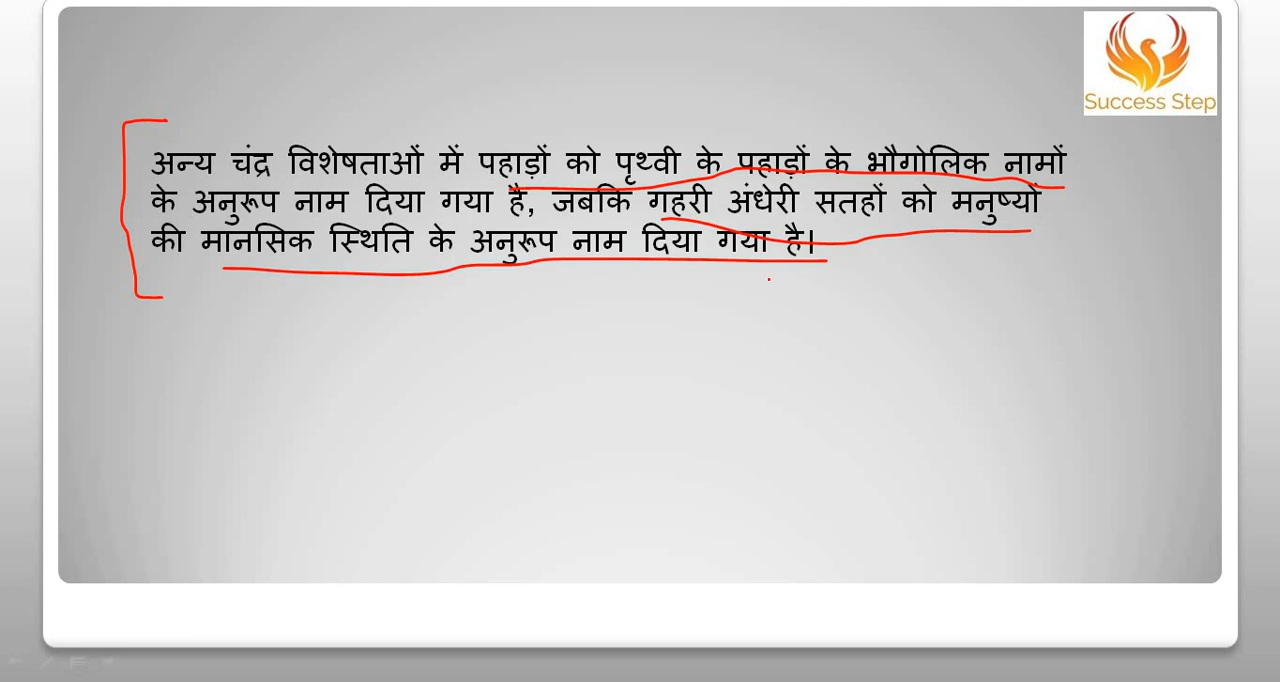 Success Step
अन्य चंद्र विशेषताओं में पहाड़ों को पृथ्वी के पहाड़ों के भौगोलिक नामों
के अनुरूप नाम दिया गया है, जबकि गहरी अंधेरी सतहों को मनुष्यों
की मानसिक स्थिति के अनुरूप नाम दिया गया है।